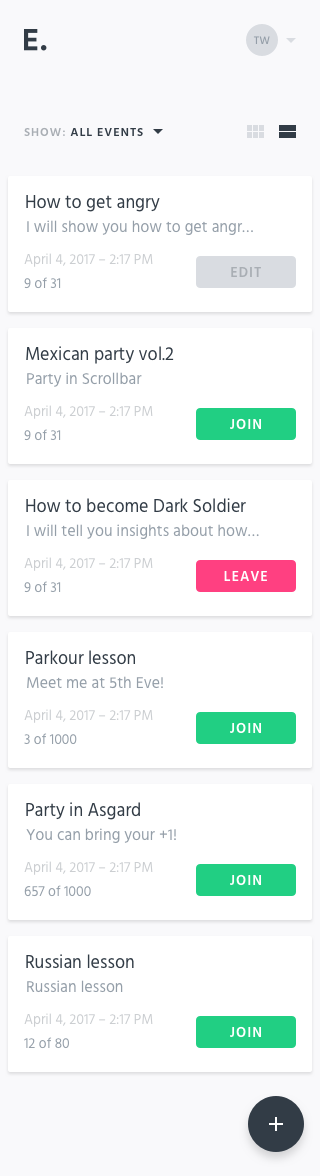 E.
TW
SHOW: ALL EVENTS
How to get angry
I will show you how to get angr...
April 4, 2017 – 2:17 PM
9 of 31
EDIT
Mexican party vol.2
Party in Scrollbar
April 4, 2017 – 2:17 PM
9 of 31
JOIN
How to become Dark Soldier
I will tell you insights about how...
April 4, 2017 – 2:17 PM
9 of 31
LEAVE
Parkour lesson
Meet me at 5th Eve!
April 4, 2017 – 2:17 PM
3 of 1000
JOIN
Party in Asgard
You can bring your +1!
April 4, 2017 – 2:17 PM
657 of 1000
JOIN
Russian lesson
Russian lesson
April 4, 2017 – 2:17 PM
12 of 80
JOIN
+